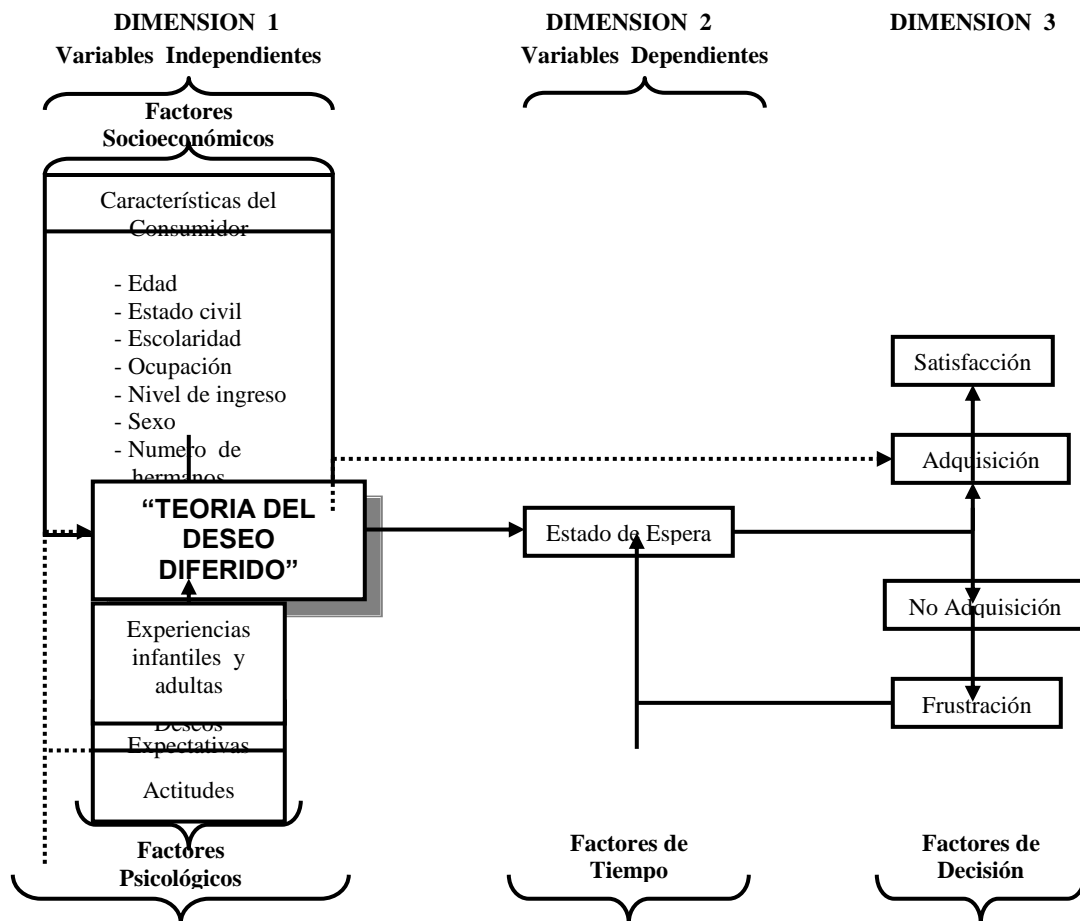 DIMENSION 1
Variables Independientes
Factores
Socioeconómicos
Características del
Consumidor
- Edad
- Estado civil
- Escolaridad
- Ocupación
- Nivel de ingreso
- Sexo
- Numero de
hermanos
“TEORIA DEL
DESEO
DIFERIDO”
Experiencias
infantiles y
adultas
Deseos
Expectativas
Actitudes
Factores
Psicológicos
DIMENSION 2
Variables Dependientes
Estado de Espera
Factores de
Tiempo
DIMENSION 3
Satisfacción
Adquisición
No Adquisición
Frustración
Factores de
Decisión